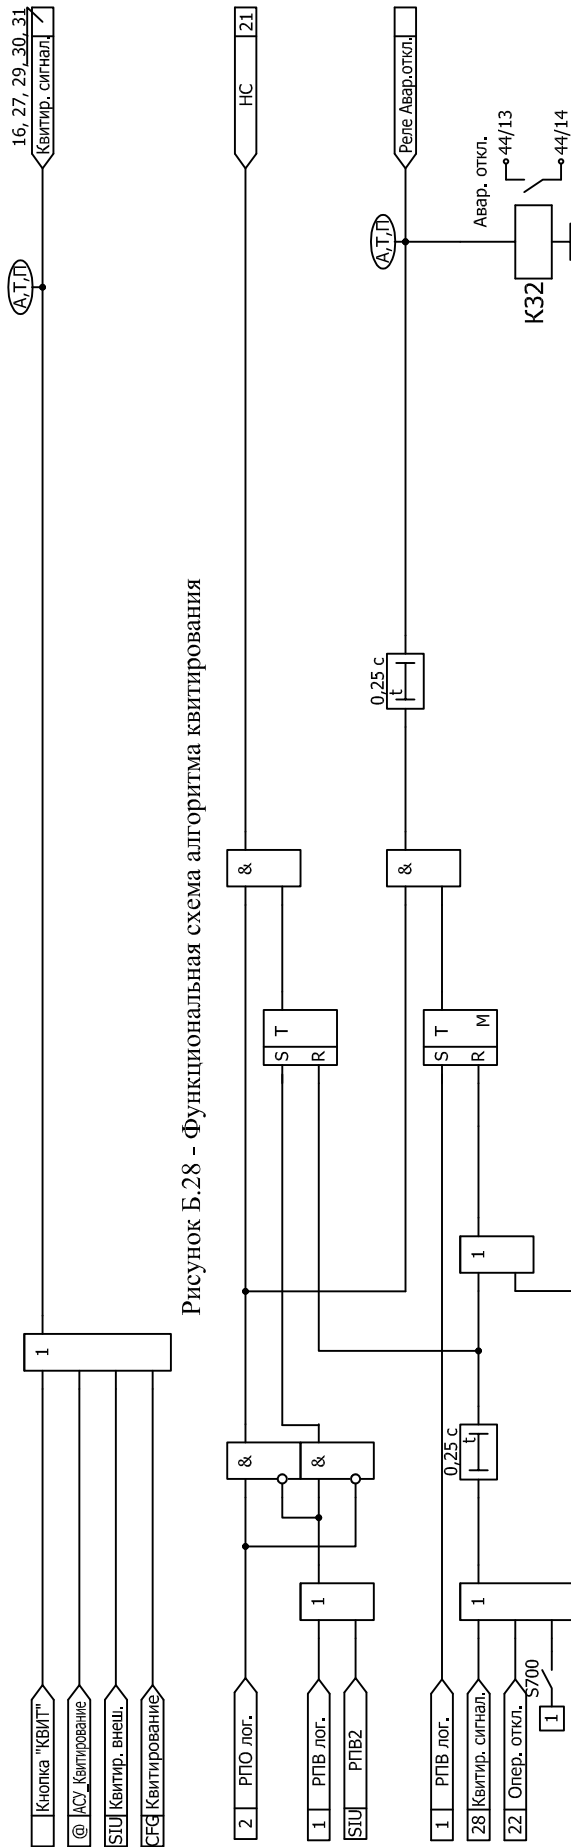 Кнопка "КВИТ"
@ АСУ_Квитирование
SIU Квитир. внеш.
CFG Квитирование
1
А,Т,П
16, 27, 29, 30, 31
Квитир. сигнал.
Рисунок Б.28 - Функциональная схема алгоритма квитирования
2 РПО лог.
1 РПВ лог.
SIU РПВ2
1
&
&
S T
R
&
НС 21
1 РПВ лог.
28 Квитир. сигнал.
22 Опер. откл.
1 S700
1
0,25 с
t
1
S T
R M
&
0,25 с
t
А,Т,П
Реле Авар.откл.
К32
Авар. откл.
44/13
44/14